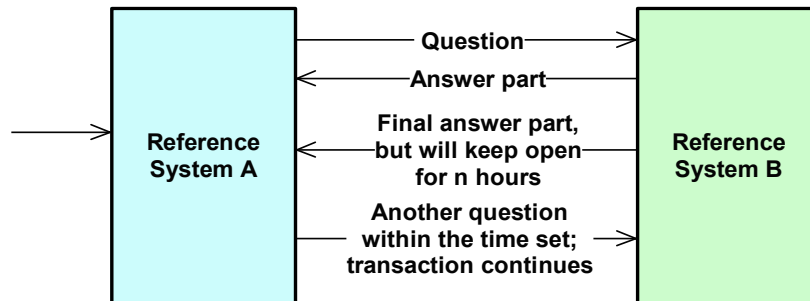 Question
Answer part
Reference
System A
Final answer part,
but will keep open
for n hours
Reference
System B
Another question
within the time set;
transaction continues